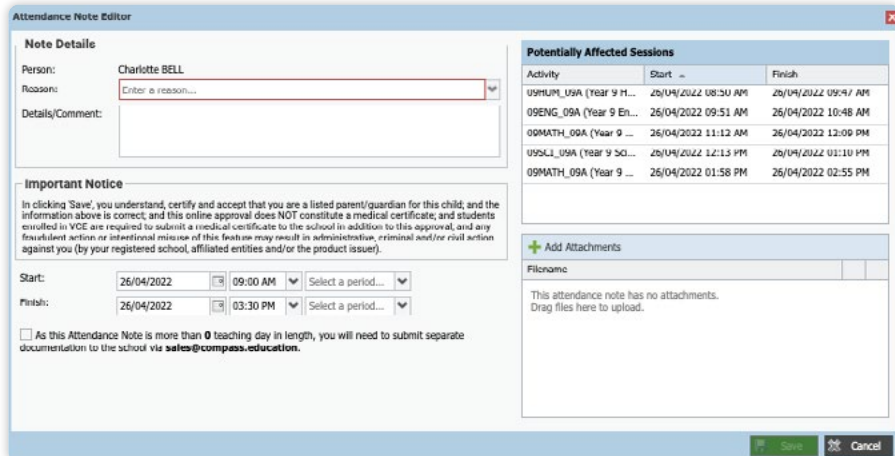 Attendance Note Editor
Note Details
Person: Charlotte BELL
Reason: Enter a reason...
Details/Comment:
Important Notice
In clicking 'Save', you understand, certify and accept that you are a listed parent/guardian for this child; and the
information above is correct; and this online approval does NOT constitute a medical certificate; and students
enrolled in VCE are required to submit a medical certificate to the school in addition to this approval, and any
fraudulent action or intentional misuse of this feature may result in administrative, criminal and/or civil action
against you (by your registered school, affiliated entities and/or the product issuer).
Start: 26/04/2022 09:00 AM Select a period...
Finish: 26/04/2022 03:30 PM Select a period...
As this Attendance Note is more than 0 teaching day in length, you will need to submit separate
documentation to the school via sales@compass.education.
Potentially Affected Sessions
Activity Start Finish
09HUM_09A (Year 9 H... 26/04/2022 08:50 AM 26/04/2022 09:47 AM
09ENG_09A (Year 9 En... 26/04/2022 09:51 AM 26/04/2022 10:48 AM
09MATH_09A (Year 9 ... 26/04/2022 11:12 AM 26/04/2022 12:09 PM
09SCI_09A (Year 9 Sci... 26/04/2022 12:13 PM 26/04/2022 01:10 PM
09MATH_09A (Year 9 ... 26/04/2022 01:58 PM 26/04/2022 02:55 PM
Add Attachments
Filename
This attendance note has no attachments.
Drag files here to upload.
Save Cancel